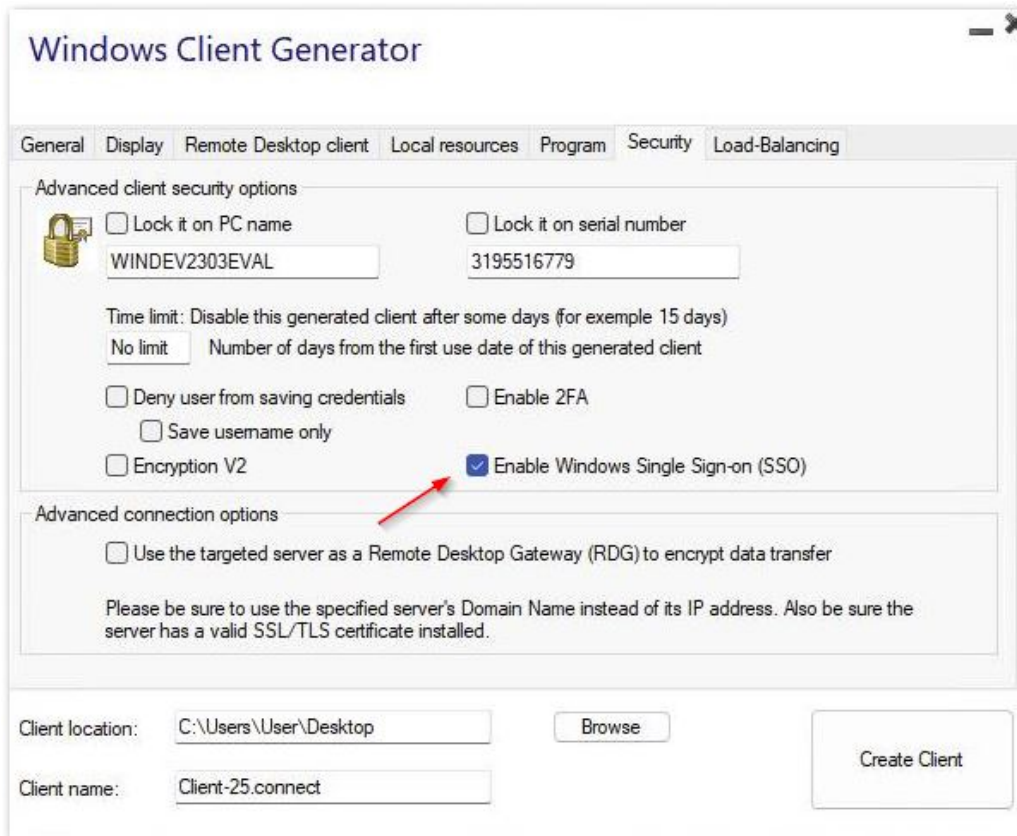 Windows Client Generator
General Display Remote Desktop client Local resources Program Security Load-Balancing
Advanced client security options
Lock it on PC name Lock it on serial number
WINDEV2303EVAL 3195516779
Time limit: Disable this generated client after some days (for exemple 15 days)
No limit Number of days from the first use date of this generated client
Deny user from saving credentials Enable 2FA
Save username only
Encryption V2 Enable Windows Single Sign-on (SSO)
Advanced connection options
Use the targeted server as a Remote Desktop Gateway (RDG) to encrypt data transfer
Please be sure to use the specified server's Domain Name instead of its IP address. Also be sure the
server has a valid SSL/TLS certificate installed.
Client location: C:\Users\User\Desktop Browse
Create Client
Client name: Client-25.connect